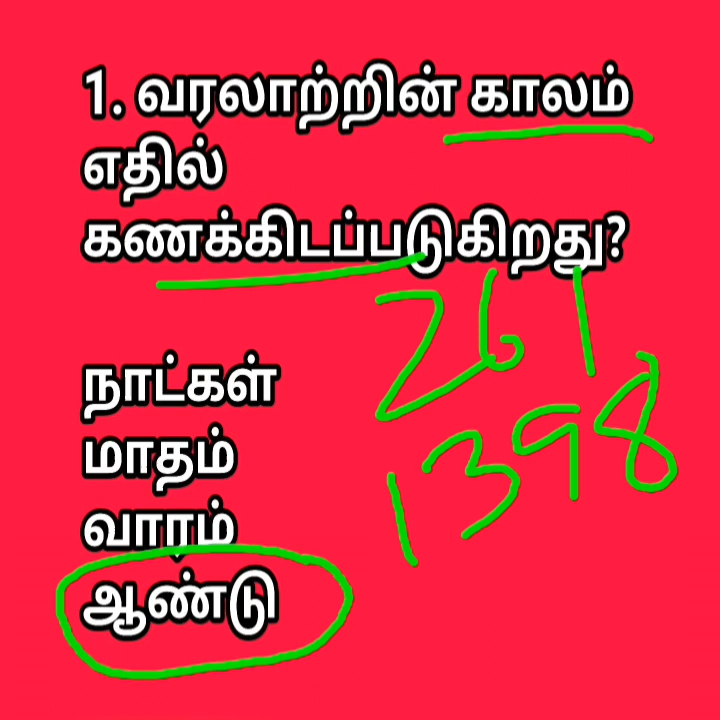 1. வரலாற்றின் காலம்
எதில்
கணக்கிடப்படுகிறது?
261
1398
நாட்கள்
மாதம்
வாரம்
ஆண்டு